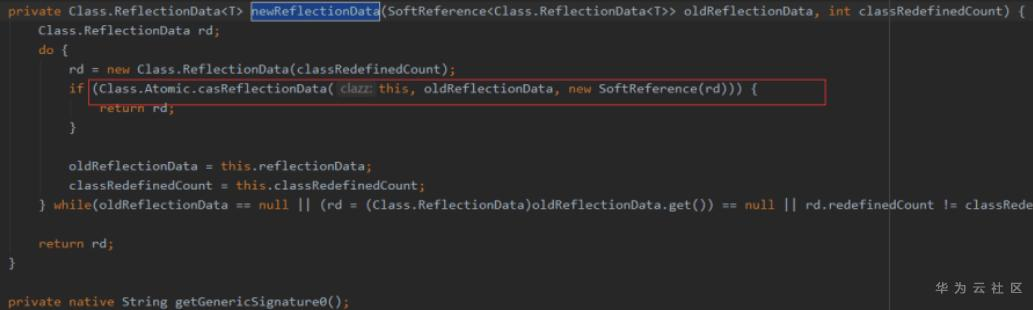 private Class.ReflectionData<T> newReflectionData(SoftReference<Class.ReflectionData<T>> oldReflectionData, int classRedefinedCount) {
Class.ReflectionData rd;
do {
rd = new Class.ReflectionData(classRedefinedCount);
if (Class.Atomic.casReflectionData( clazz: this, oldReflectionData, new SoftReference(rd))) {
return rd;
}
oldReflectionData = this.reflectionData;
classRedefinedCount = this.classRedefinedCount;
} while(oldReflectionData == null || (rd = (Class.ReflectionData)oldReflectionData.get()) == null || rd.redefinedCount != classRede
return rd;
}
private native String getGenericSignature0();
华为云社区